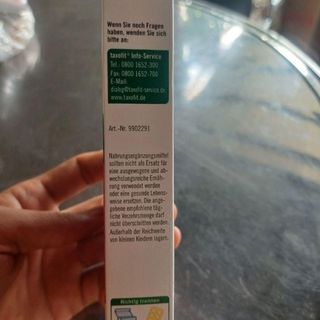 Wenn Sie noch Fragen
haben, wenden Sie sich
bitte an:
taxofit® Info-Service
Tel.: 0800 1652-300
Fax: 0800 1652-700
E-Mail:
dialog@taxofit-service.de
www.taxofit.de
Art.-Nr. 9902291
Nahrungsergänzungsmittel
sollten nicht als Ersatz für
eine ausgewogene und ab-
wechslungsreiche Ernäh-
rung verwendet werden
oder eine gesunde Lebens-
weise ersetzen. Die ange-
gebene empfohlene täg-
liche Verzehrsmenge darf
nicht überschritten werden.
Außerhalb der Reichweite
von kleinen Kindern lagern.
Richtig trennen